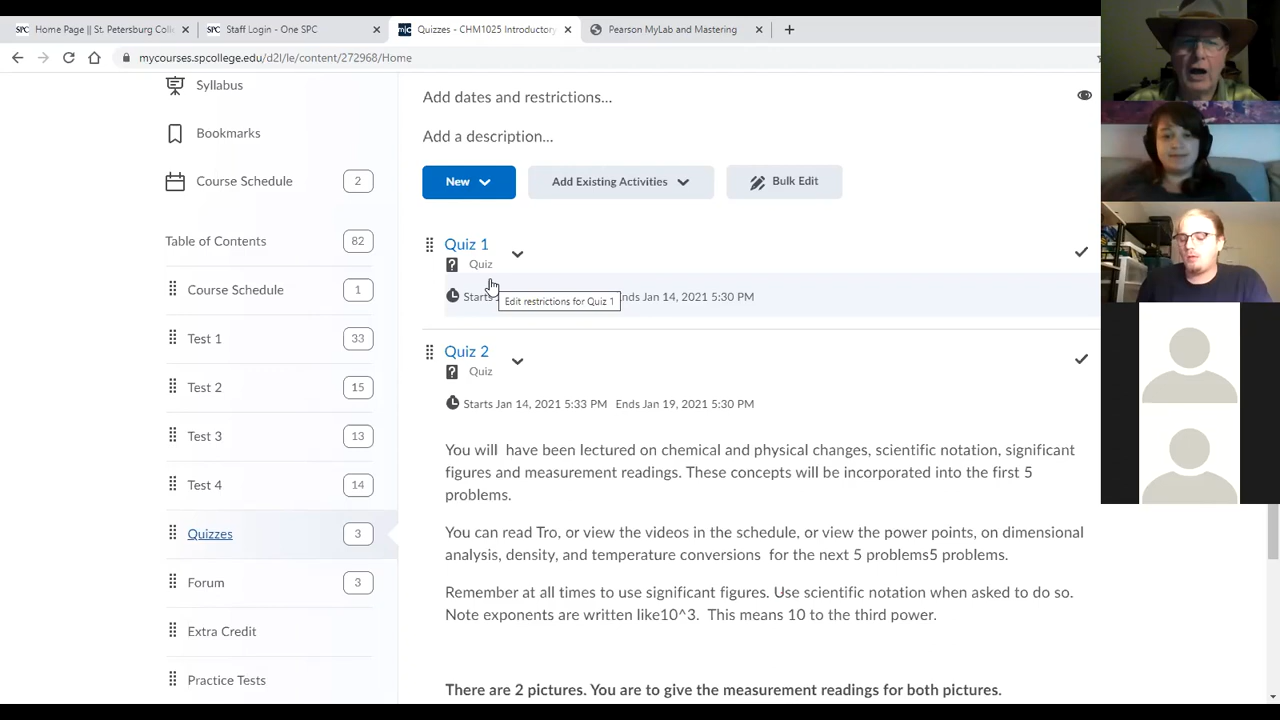 Home Page || St. Petersburg Coll
Staff Login - One SPC
Quizzes - CHM1025 Introductory
Pearson MyLab and Mastering
mycourses.spcollege.edu/d2l/le/content/272968/Home
Syllabus
Bookmarks
Course Schedule 2
Table of Contents 82
Course Schedule 1
Test 1 33
Test 2 15
Test 3 13
Test 4 14
Quizzes 3
Forum 3
Extra Credit
Practice Tests
Add dates and restrictions...
Add a description...
New
Add Existing Activities
Bulk Edit
Quiz 1
Quiz
Starts Ends Jan 14, 2021 5:30 PM
Edit restrictions for Quiz 1
Quiz 2
Quiz
Starts Jan 14, 2021 5:33 PM Ends Jan 19, 2021 5:30 PM
You will have been lectured on chemical and physical changes, scientific notation, significant
figures and measurement readings. These concepts will be incorporated into the first 5
problems.
You can read Tro, or view the videos in the schedule, or view the power points, on dimensional
analysis, density, and temperature conversions for the next 5 problems5 problems.
Remember at all times to use significant figures. Use scientific notation when asked to do so.
Note exponents are written like10^3. This means 10 to the third power.
There are 2 pictures. You are to give the measurement readings for both pictures.